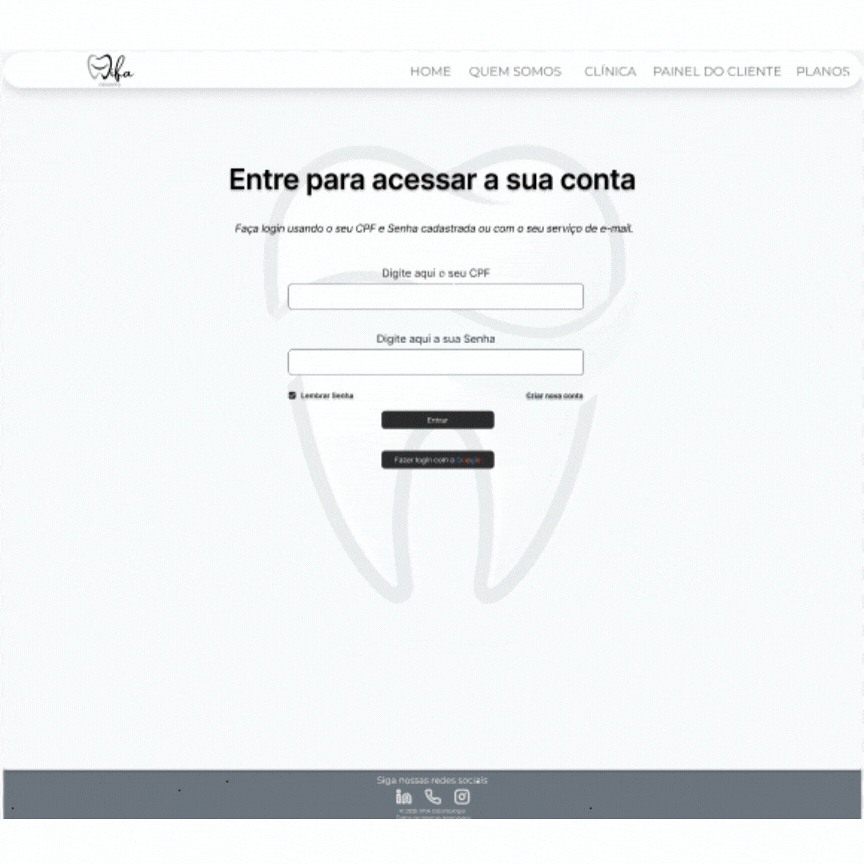 Jifa
HOME QUEM SOMOS CLÍNICA PAINEL DO CLIENTE PLANOS
Entre para acessar a sua conta
Faça login usando o seu CPF e Senha cadastrada ou com o seu serviço de e-mail.
Digite aqui o seu CPF
Digite aqui a sua Senha
Lembrar Senha Criar nova conta
Entrar
Fazer login com o Google
Siga nossas redes sociais